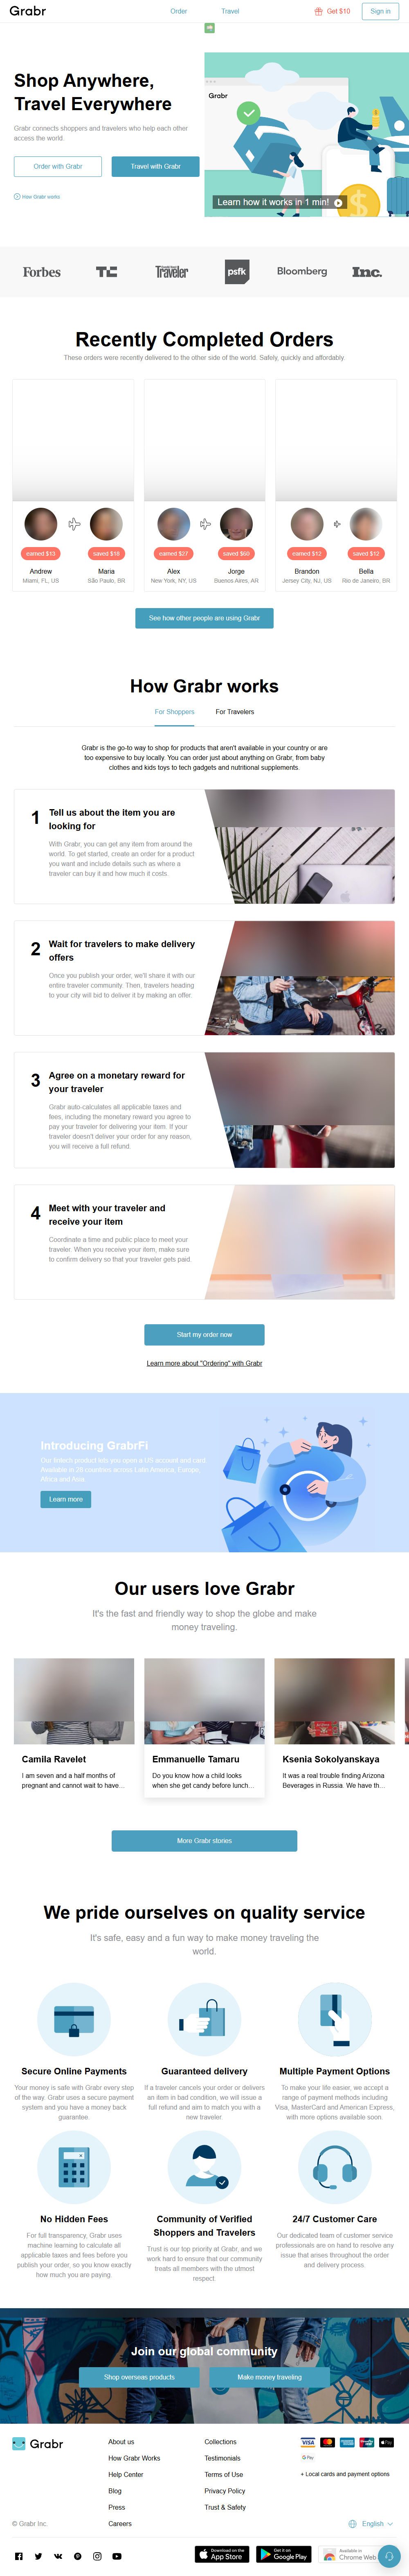 Grabr
Order
Travel
Get $10
Sign in
Shop Anywhere,
Travel Everywhere
Grabr connects shoppers and travelers who help each other
access the world.
Order with Grabr
Travel with Grabr
How Grabr works
Grabr
Learn how it works in 1 min!
Forbes
TC
Traveler
psfk
Bloomberg
Inc.
Recently Completed Orders
These orders were recently delivered to the other side of the world. Safely, quickly and affordably.
earned $13
saved $16
Andrew
Maria
Miami, FL, US
São Paulo, BR
earned $27
saved $60
Alex
Jorge
New York, NY, US
Buenos Aires, AR
earned $12
saved $12
Brandon
Bella
Jersey City, NJ, US
Rio de Janeiro, BR
See how other people are using Grabr
How Grabr works
For Shoppers
For Travelers
Grabr is the go-to way to shop for products that aren't available in your country or are
too expensive to buy locally. You can order just about anything on Grabr, from baby
clothes and kids toys to tech gadgets and nutritional supplements.
1
Tell us about the item you are
looking for
With Grabr, you can get any item from around the
world. To get started, create an order for a product
you want and include details such as where a
traveler can buy it and how much it costs.
2
Wait for travelers to make delivery
offers
Once you publish your order, we'll share it with our
entire traveler community. Then, travelers heading
to your city will bid to deliver it by making an offer.
3
Agree on a monetary reward for
your traveler
Grabr auto-calculates all applicable taxes and
fees, including the monetary reward you agree to
pay your traveler for delivering your item. If your
traveler doesn't deliver your order for any reason,
you will receive a full refund.
4
Meet with your traveler and
receive your item
Coordinate a time and public place to meet your
traveler. When you receive your item, make sure
to confirm delivery so that your traveler gets paid.
Start my order now
Learn more about "Ordering" with Grabr
Introducing GrabrFi
Our fintech product lets you open a US account and card.
Available in 25 countries across Latin America, Europe,
Africa and Asia.
Learn more
Our users love Grabr
It's the fast and friendly way to shop the globe and make
money traveling.
Camila Ravelet
I am seven and a half months of
pregnant and cannot wait to have...
Emmanuelle Tamaru
Do you know how a child looks
when she get candy before lunch...
Ksenia Sokolyanskaya
It was a real trouble finding Arizona
Beverages in Russia. We have th...
More Grabr stories
We pride ourselves on quality service
It's safe, easy and a fun way to make money traveling the
world.
Secure Online Payments
Your money is safe with Grabr every step
of the way. Grabr uses a secure payment
system and you have a money back
guarantee.
Guaranteed delivery
If a traveler cancels your order or delivers
an item in bad condition, we will issue a
full refund and aim to match you with a
new traveler.
Multiple Payment Options
To make your life easier, we accept a
range of payment methods including
Visa, MasterCard and American Express,
with more options available soon.
No Hidden Fees
For full transparency, Grabr uses
machine learning to calculate all
applicable taxes and fees before you
publish your order, so you know exactly
how much you are paying.
Community of Verified
Shoppers and Travelers
Trust is our top priority at Grabr, and we
work hard to ensure that our community
treats all members with the utmost
respect.
24/7 Customer Care
Our dedicated team of customer service
professionals are on hand to resolve any
issue that arises throughout the order
and delivery process.
Join our global community
Shop overseas products
Make money traveling
Grabr
About us
How Grabr Works
Help Center
Blog
Press
Careers
Collections
Testimonials
Terms of Use
Privacy Policy
Trust & Safety
VISA
G Pay
+ Local cards and payment options
© Grabr Inc.
English
Download on the
App Store
GET IT ON
Google Play
Available in
Chrome Web